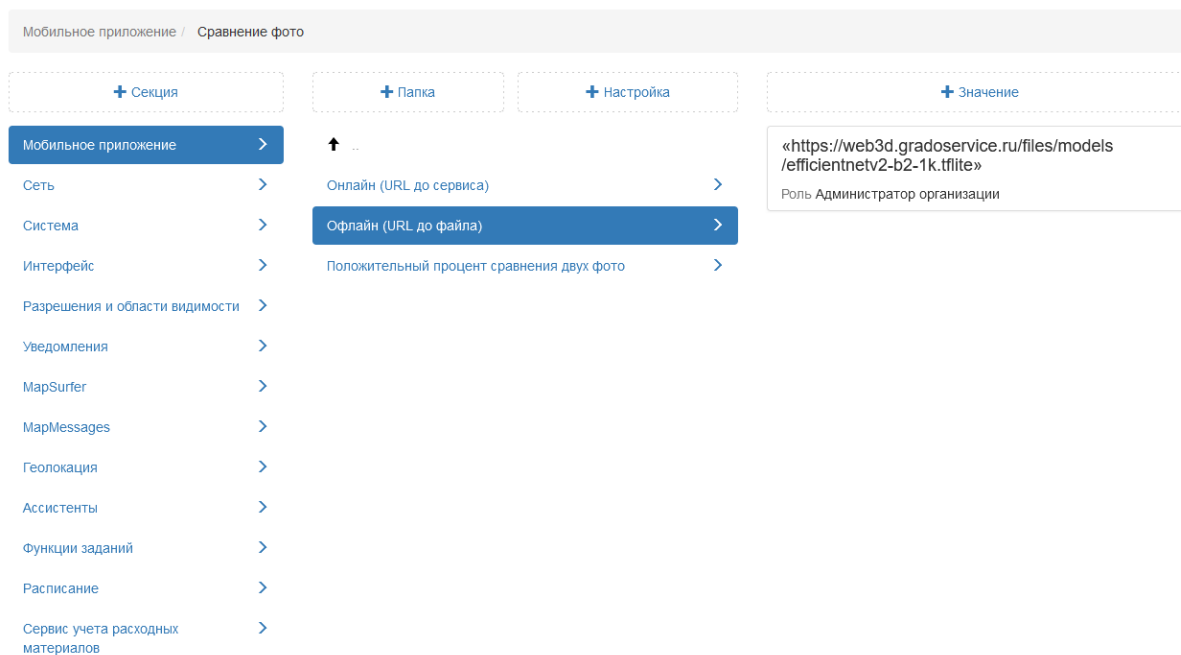 Мобильное приложение / Сравнение фото
+ Секция
+ Папка
+ Настройка
+ Значение
Мобильное приложение
Сеть
Система
Интерфейс
Разрешения и области видимости
Уведомления
MapSurfer
MapMessages
Геолокация
Ассистенты
Функции заданий
Расписание
Сервис учета расходных
материалов
..
Онлайн (URL до сервиса)
Офлайн (URL до файла)
Положительный процент сравнения двух фото
«https://web3d.gradoservice.ru/files/models
/efficientnetv2-b2-1k.tflite»
Роль Администратор организации